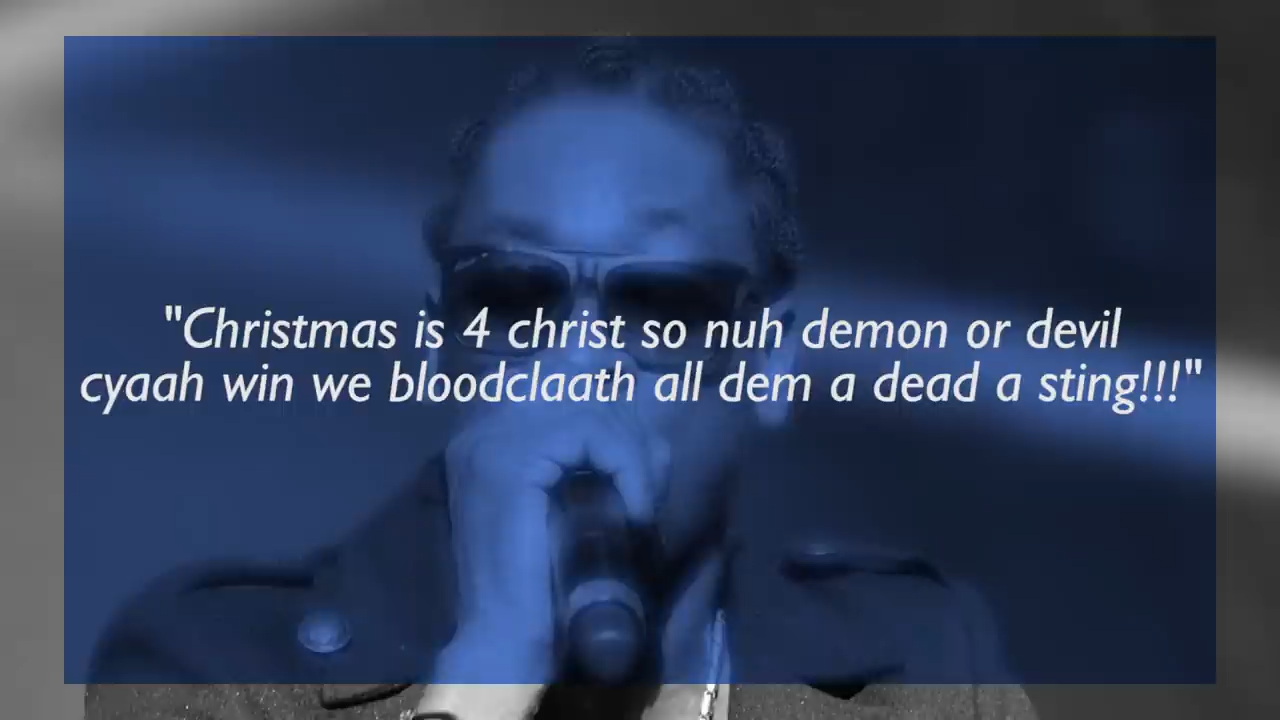 "Christmas is 4 christ so nuh demon or devil
cyaah win we bloodclaath all dem a dead a sting!!!"